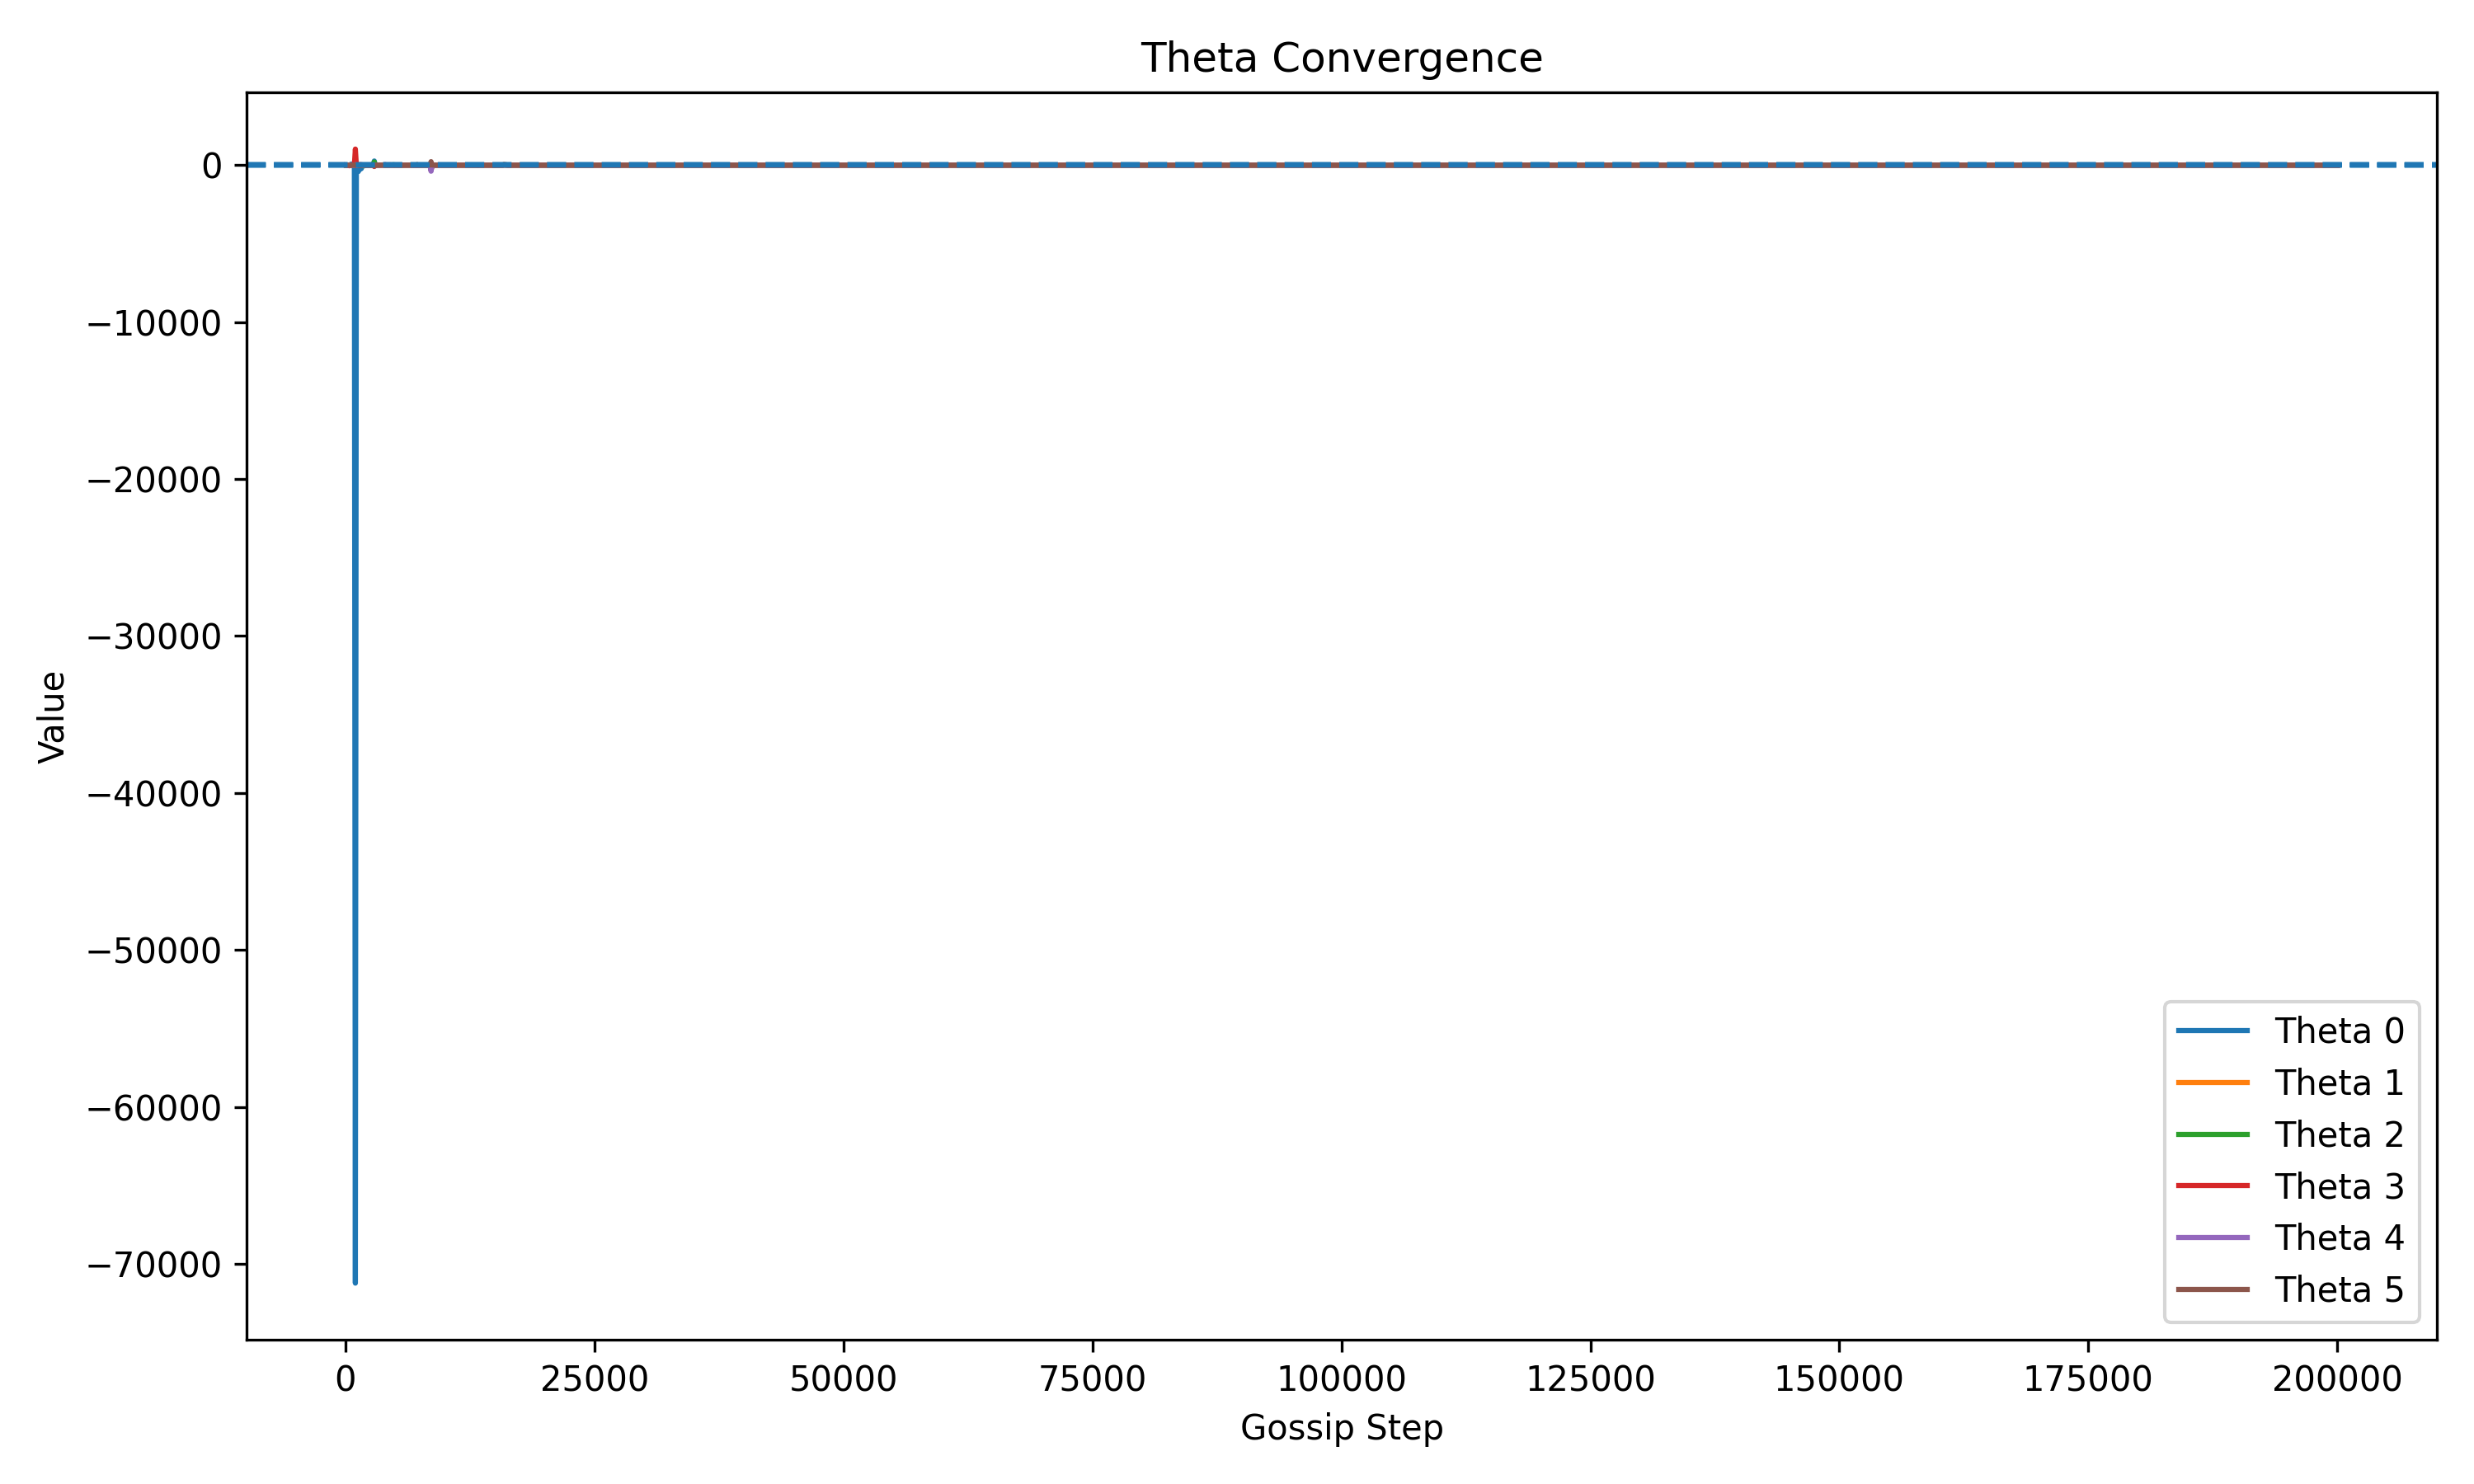 Theta Convergence
0
−10000
−20000
−30000
−40000
−50000
−60000
−70000
Value
Theta 0
Theta 1
Theta 2
Theta 3
Theta 4
Theta 5
0 25000 50000 75000 100000 125000 150000 175000 200000
Gossip Step